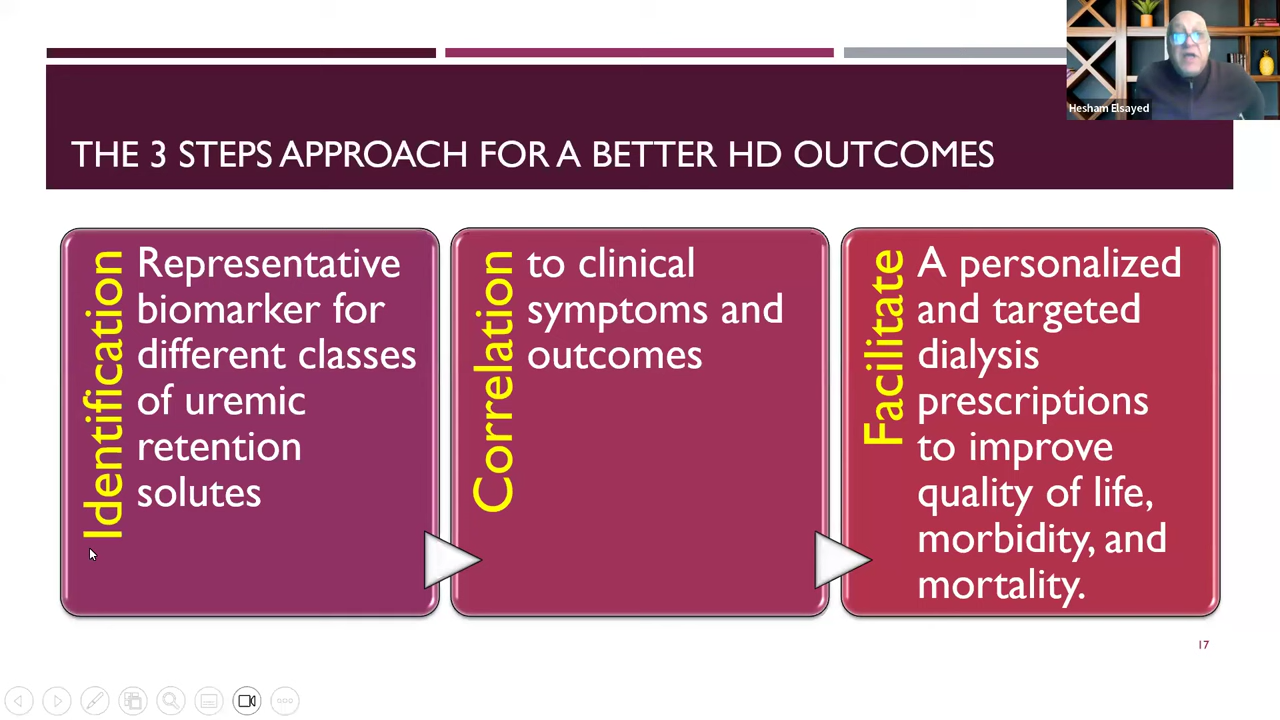 Hesham Elsayed
THE 3 STEPS APPROACH FOR A BETTER HD OUTCOMES
Identification
Representative
biomarker for
different classes
of uremic
retention
solutes
Correlation
to clinical
symptoms and
outcomes
Facilitate
A personalized
and targeted
dialysis
prescriptions
to improve
quality of life,
morbidity, and
mortality.
17